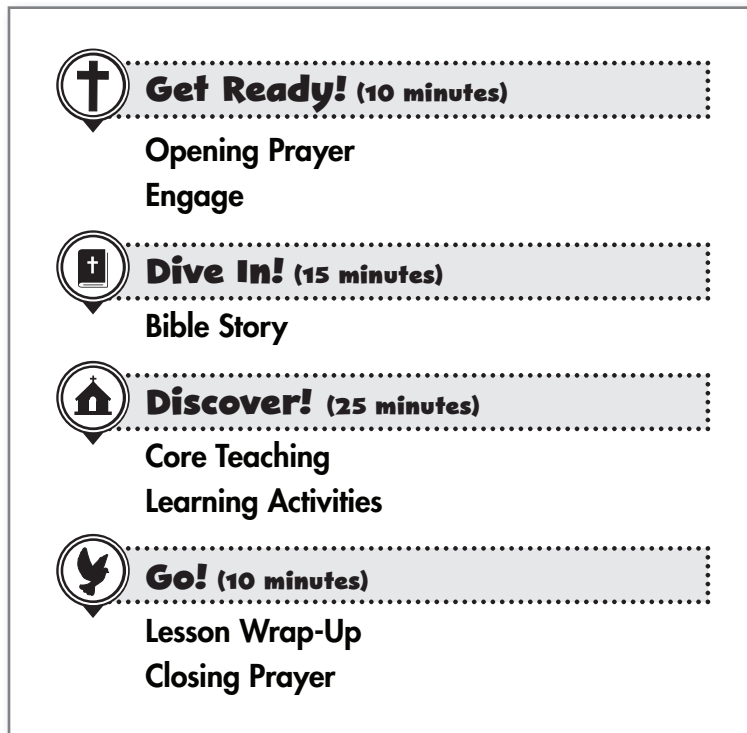 Get Ready! (10 minutes)
Opening Prayer
Engage
Dive In! (15 minutes)
Bible Story
Discover! (25 minutes)
Core Teaching
Learning Activities
Go! (10 minutes)
Lesson Wrap-Up
Closing Prayer